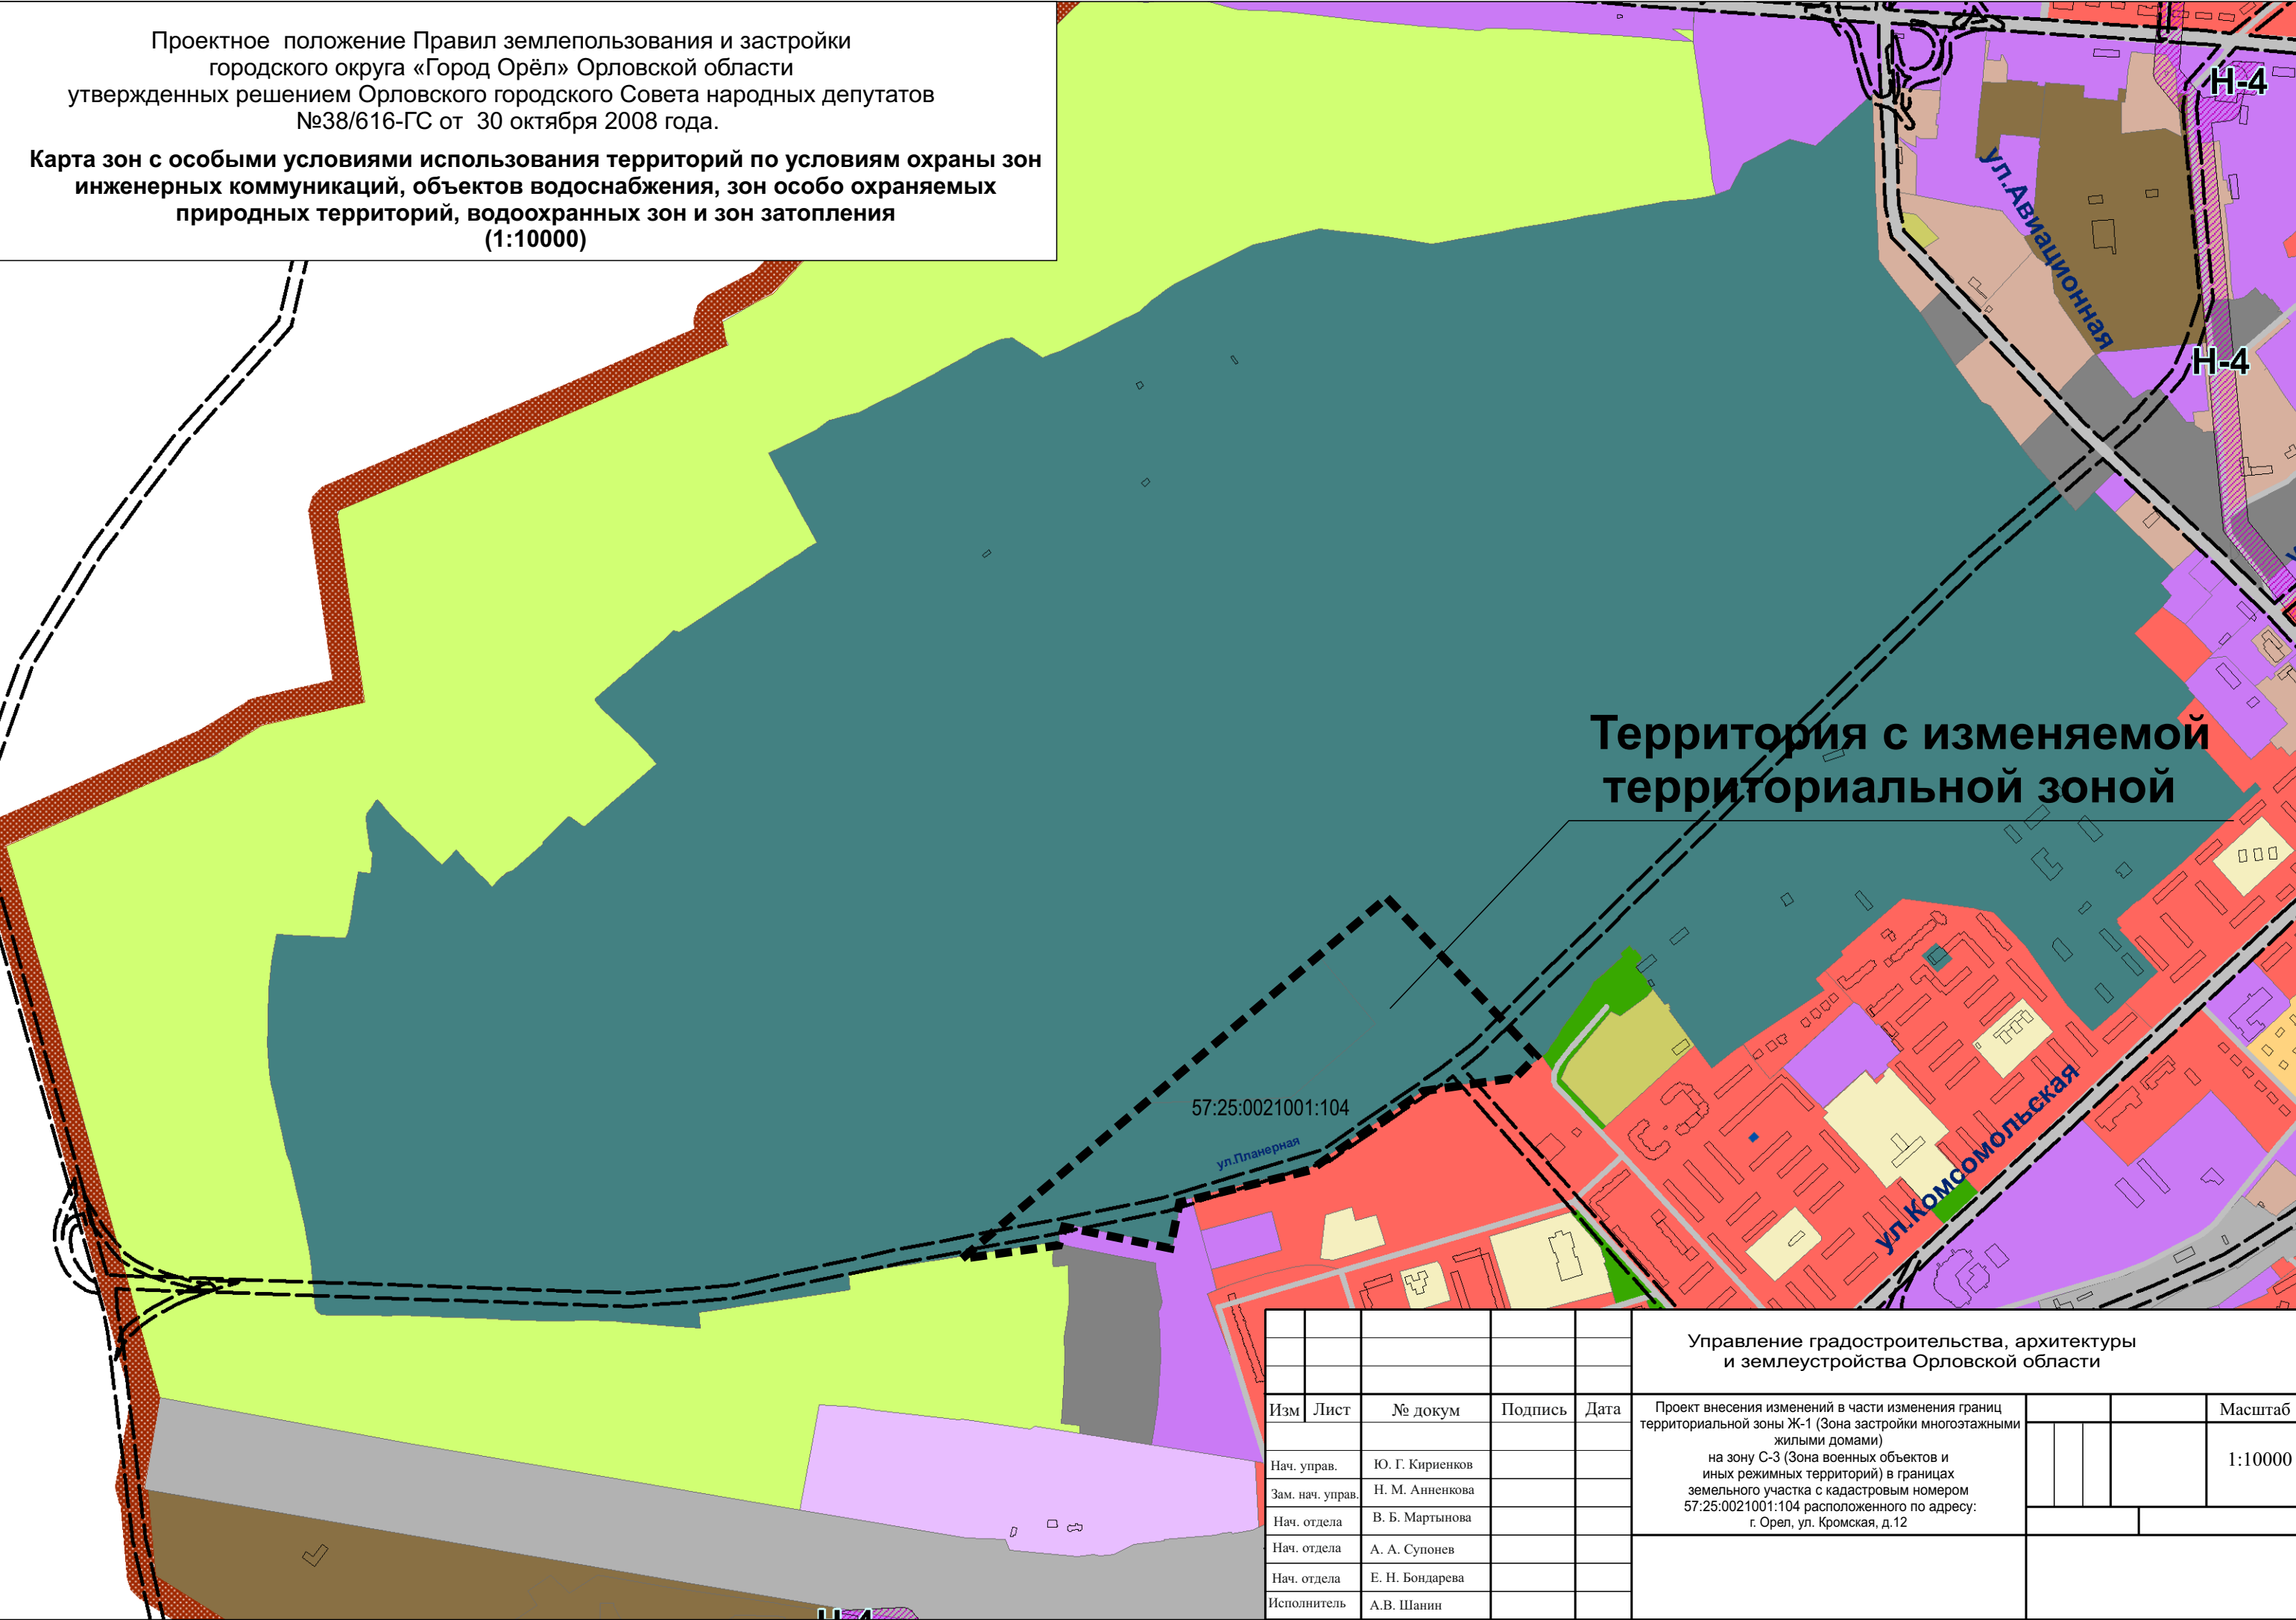 Проектное положение Правил землепользования и застройки
городского округа «Город Орёл» Орловской области
утвержденных решением Орловского городского Совета народных депутатов
№38/616-ГС от 30 октября 2008 года.
Карта зон с особыми условиями использования территорий по условиям охраны зон
инженерных коммуникаций, объектов водоснабжения, зон особо охраняемых
природных территорий, водоохранных зон и зон затопления
(1:10000)
Н-4
ул.Авиационная
Н-4
Территория с изменяемой
территориальной зоной
57:25:0021001:104
ул.Планерная
ул.Комсомольская
Н-4
Управление градостроительства, архитектуры
и землеустройства Орловской области
Изм Лист № докум Подпись Дата
Проект внесения изменений в части изменения границ
территориальной зоны Ж-1 (Зона застройки многоэтажными
жилыми домами)
на зону С-3 (Зона военных объектов и
иных режимных территорий) в границах
земельного участка с кадастровым номером
57:25:0021001:104 расположенного по адресу:
г. Орел, ул. Кромская, д.12
Масштаб
1:10000
Нач. управ. Ю. Г. Кириенков
Зам. нач. управ. Н. М. Анненкова
Нач. отдела В. Б. Мартынова
Нач. отдела А. А. Супонев
Нач. отдела Е. Н. Бондарева
Исполнитель А.В. Шанин